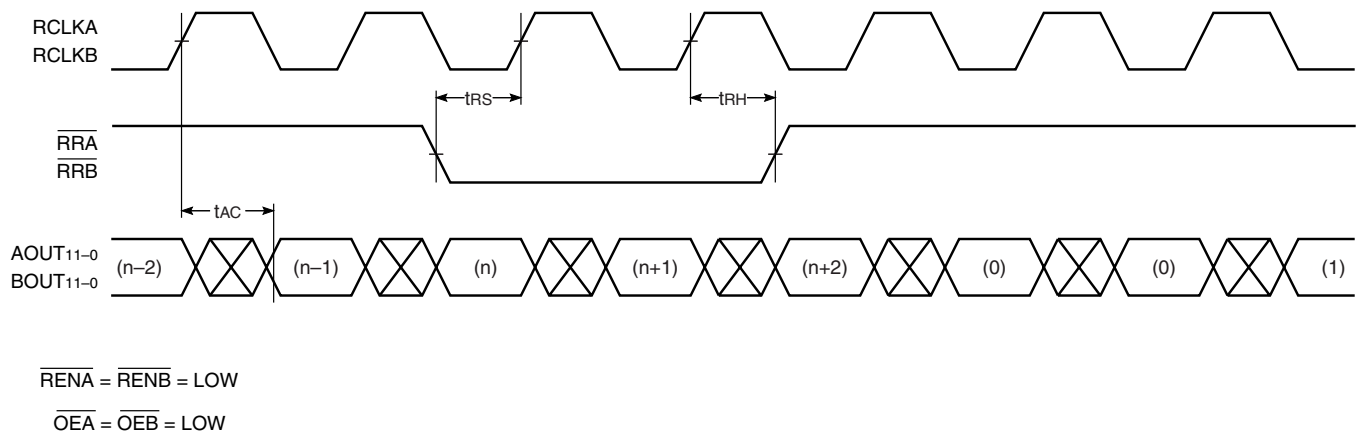 RCLKA
RCLKB
tRS
tRH
RRA
RRB
tAC
AOUT11–0
BOUT11–0
(n–2)
(n–1)
(n)
(n+1)
(n+2)
(0)
(0)
(1)
RENA = RENB = LOW
OEA = OEB = LOW